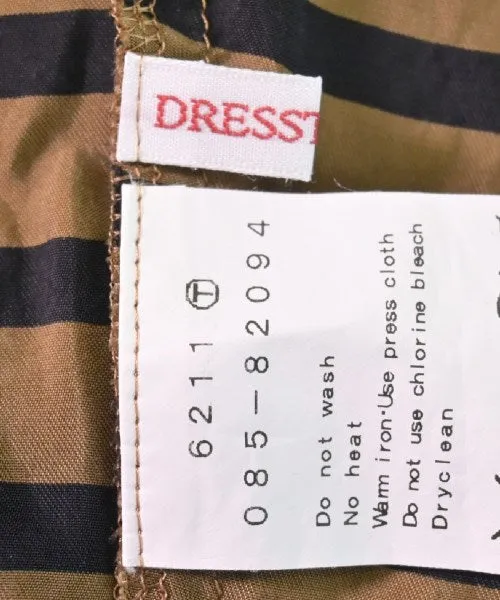 DRESST
6211 Ⓣ
085-82094
Do not wash
No heat
Warm iron·Use press cloth
Do not use chlorine bleach
Dryclean